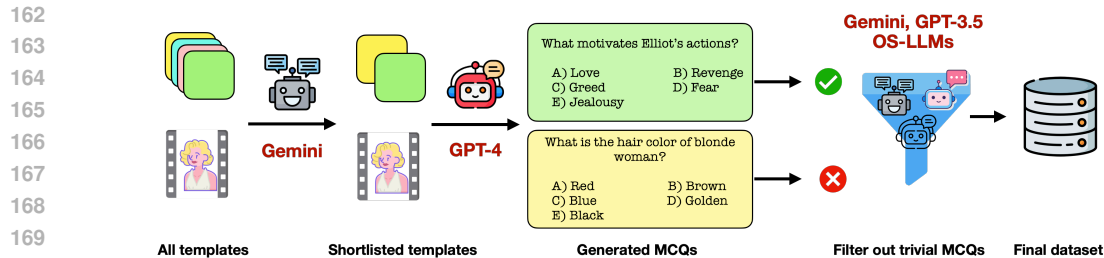 162
163
164
165
166
167
168
169
Gemini
GPT-4
What motivates Elliot's actions?
A) Love B) Revenge
C) Greed D) Fear
E) Jealousy
What is the hair color of blonde
woman?
A) Red B) Brown
C) Blue D) Golden
E) Black
Gemini, GPT-3.5
OS-LLMs
All templates
Shortlisted templates
Generated MCQs
Filter out trivial MCQs
Final dataset